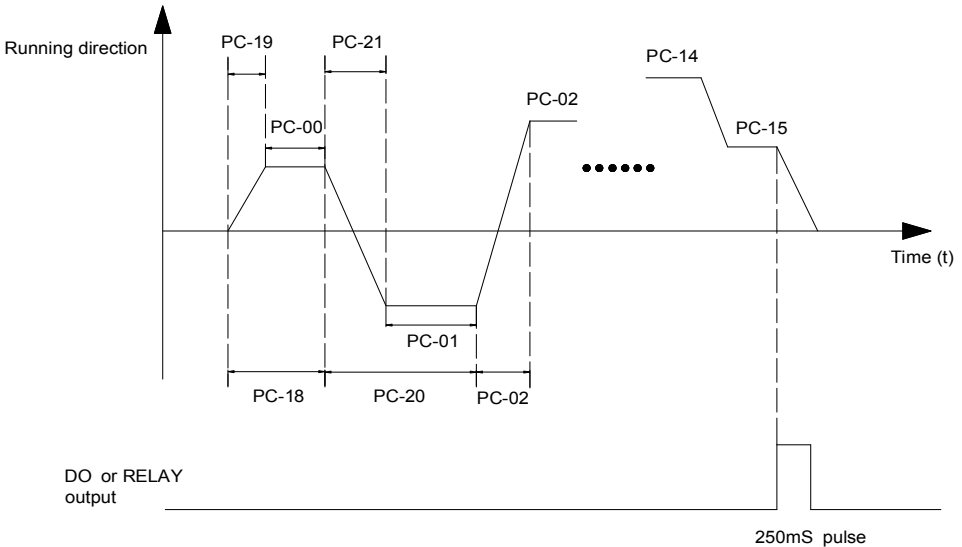 Running direction
PC-19
PC-21
PC-14
PC-00
PC-02
PC-15
Time (t)
PC-01
PC-18
PC-20
PC-02
DO or RELAY
output
250mS pulse